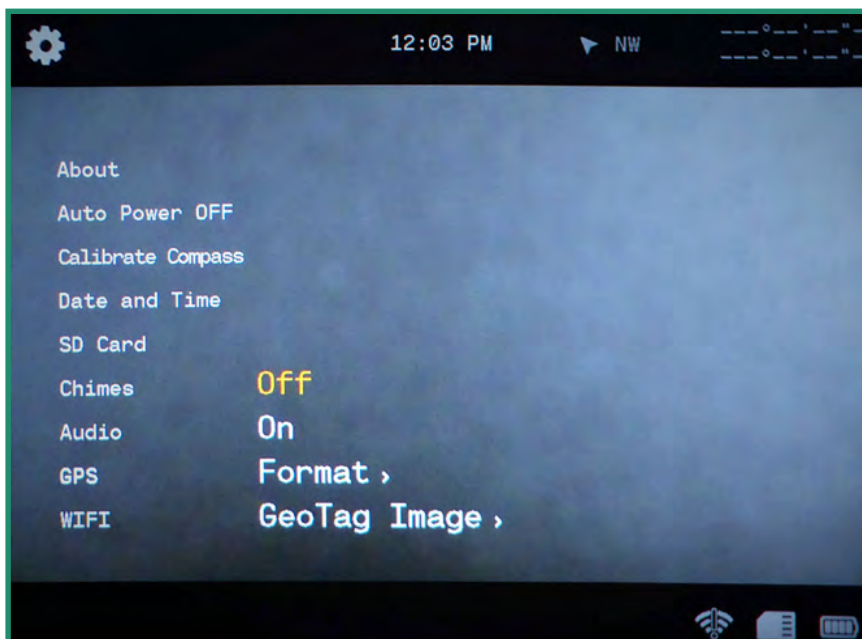 12:03 PM NW ---°--'--"-
---°--'--"-
About
Auto Power OFF
Calibrate Compass
Date and Time
SD Card
Chimes Off
Audio On
GPS Format ›
WIFI GeoTag Image ›